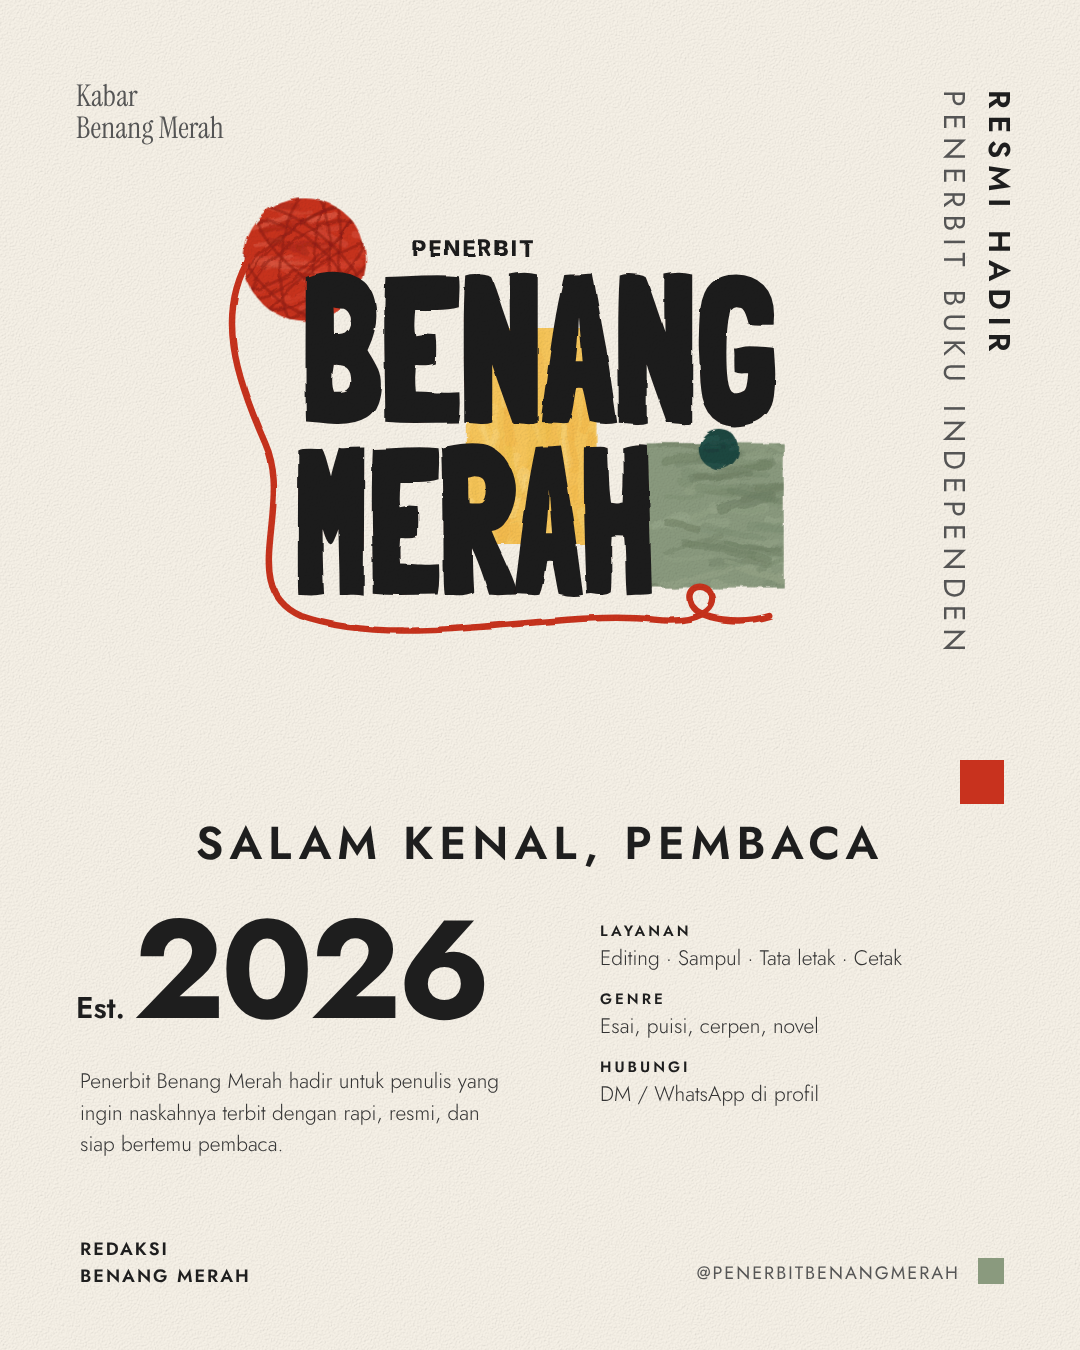 Kabar
Benang Merah
RESMI HADIR
PENERBIT BUKU INDEPENDEN
PENERBIT
BENANG
MERAH
SALAM KENAL, PEMBACA
Est. 2026
Penerbit Benang Merah hadir untuk penulis yang
ingin naskahnya terbit dengan rapi, resmi, dan
siap bertemu pembaca.
LAYANAN
Editing · Sampul · Tata letak · Cetak
GENRE
Esai, puisi, cerpen, novel
HUBUNGI
DM / WhatsApp di profil
REDAKSI
BENANG MERAH
@PENERBITBENANGMERAH